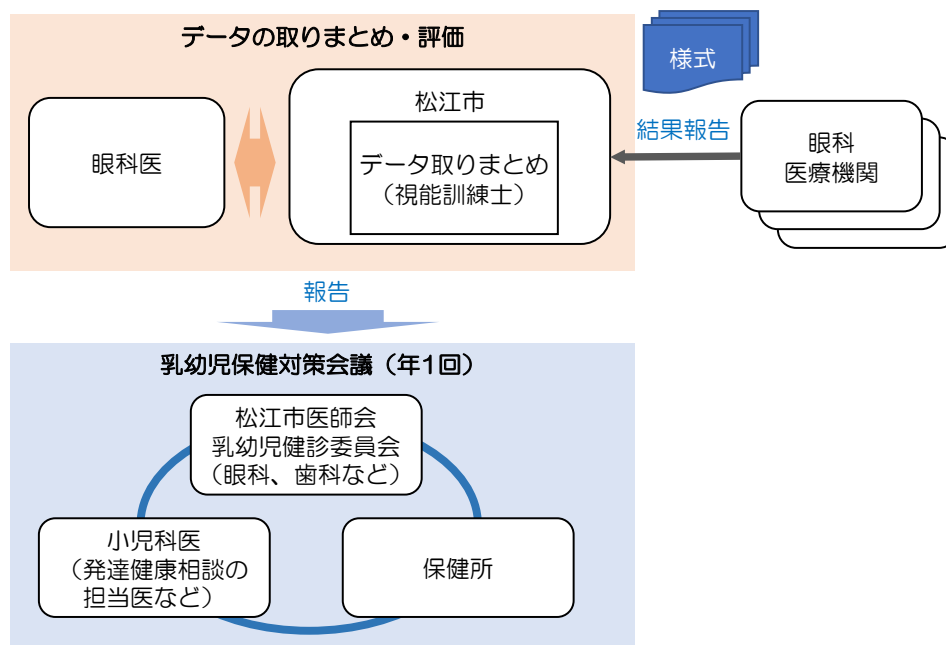 データの取りまとめ・評価
様式
松江市
眼科医
データ取りまとめ
（視能訓練士）
結果報告
眼科
医療機関
報告
乳幼児保健対策会議（年1回）
松江市医師会
乳幼児健診委員会
（眼科、歯科など）
小児科医
（発達健康相談の
担当医など）
保健所